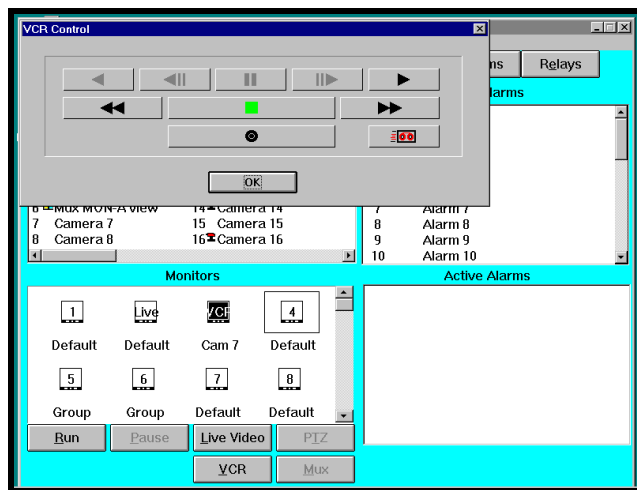 VCR Control
OK
Relays
Alarms
6 Mux MON-A view 14 Camera 14
7 Camera 7 15 Camera 15
8 Camera 8 16 Camera 16
7 Alarm 7
8 Alarm 8
9 Alarm 9
10 Alarm 10
Monitors
1 Live VCR 4
Default Default Cam 7 Default
5 6 7 8
Group Group Default Default
Run Pause Live Video PTZ
VCR Mux
Active Alarms